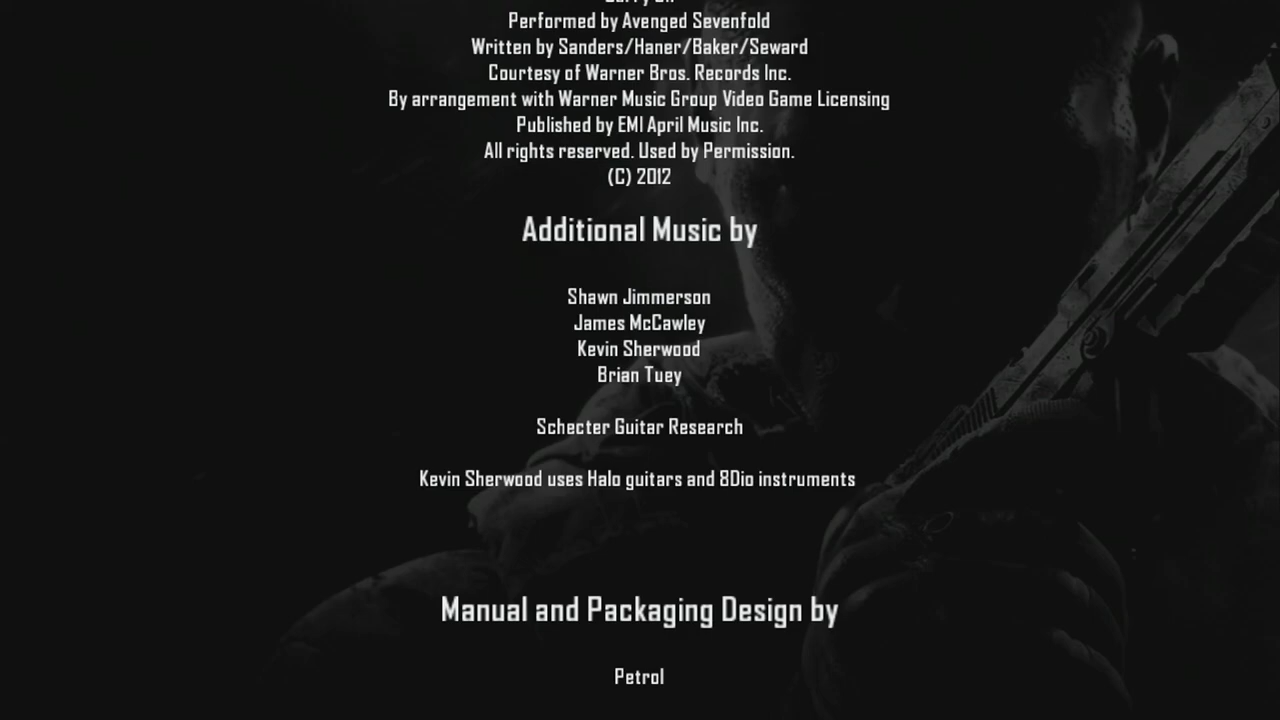 Performed by Avenged Sevenfold
Written by Sanders/Haner/Baker/Seward
Courtesy of Warner Bros. Records Inc.
By arrangement with Warner Music Group Video Game Licensing
Published by EMI April Music Inc.
All rights reserved. Used by Permission.
(C) 2012
Additional Music by
Shawn Jimmerson
James McCawley
Kevin Sherwood
Brian Tuey
Schecter Guitar Research
Kevin Sherwood uses Halo guitars and 8Dio instruments
Manual and Packaging Design by
Petrol